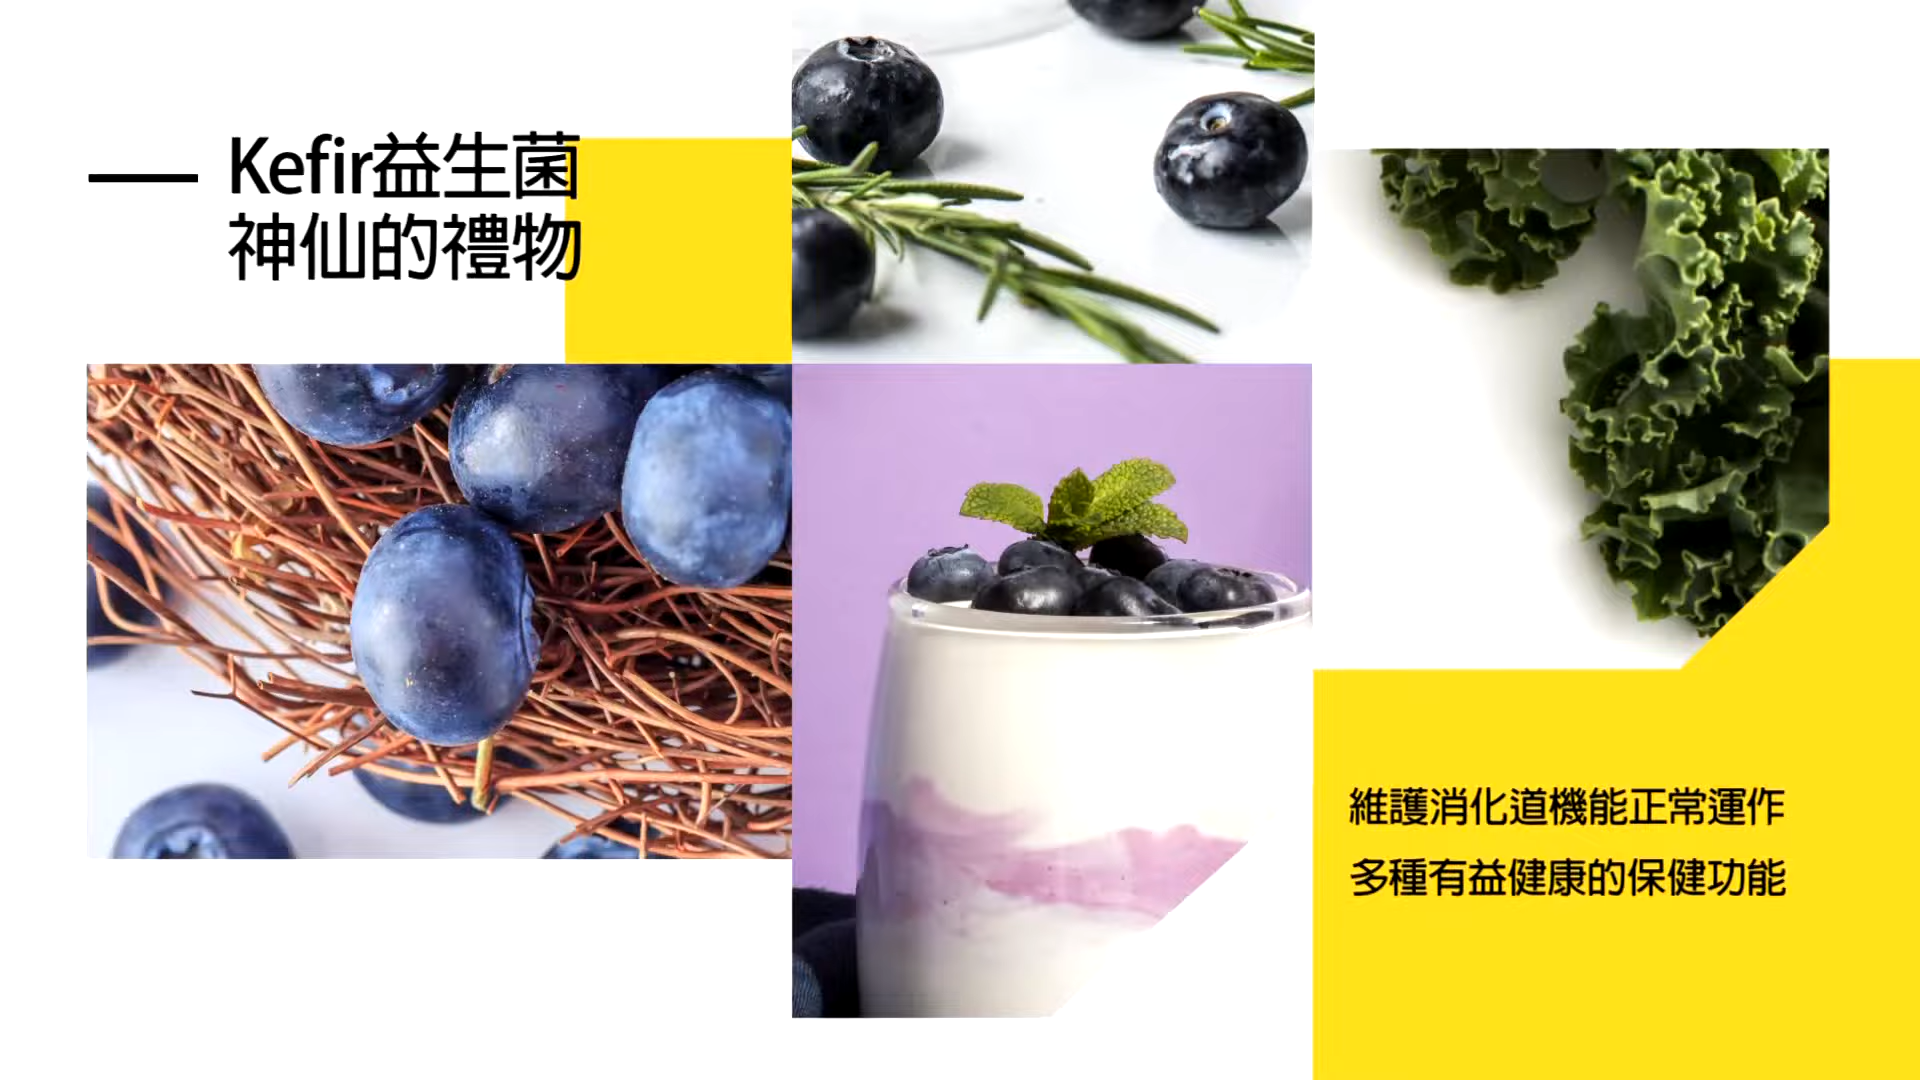 Kefir益生菌
神仙的禮物
維護消化道機能正常運作
多種有益健康的保健功能